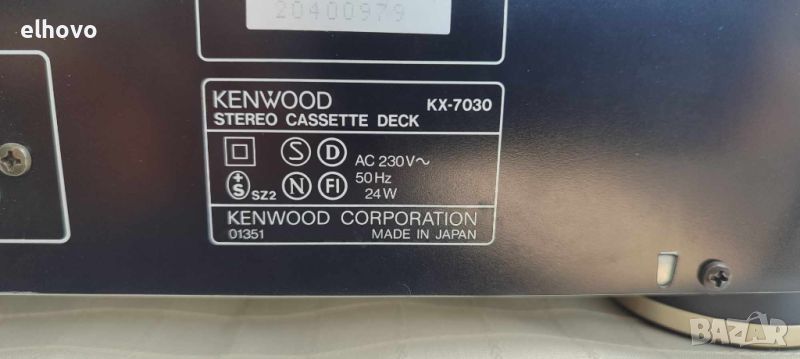 elhovo
20400979
KENWOOD KX-7030
STEREO CASSETTE DECK
S D AC 230V~
50Hz
S SZ2 N FI 24W
KENWOOD CORPORATION
01351 MADE IN JAPAN
BAZAR